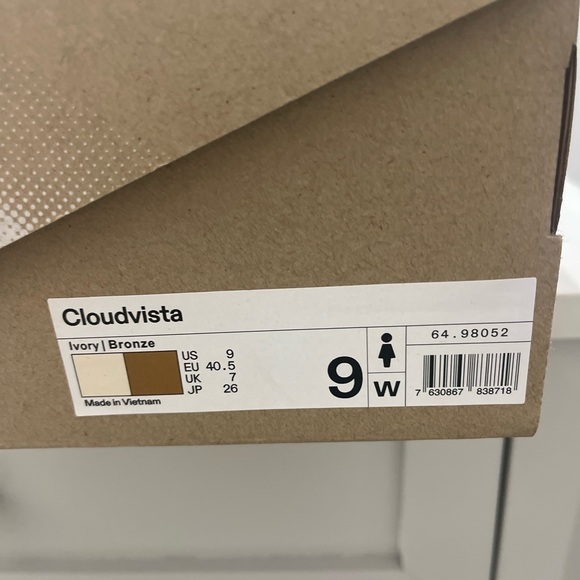 Cloudvista
Ivory | Bronze
US 9
EU 40.5
UK 7
JP 26
Made in Vietnam
9
W
64.98052
7 630867 838718